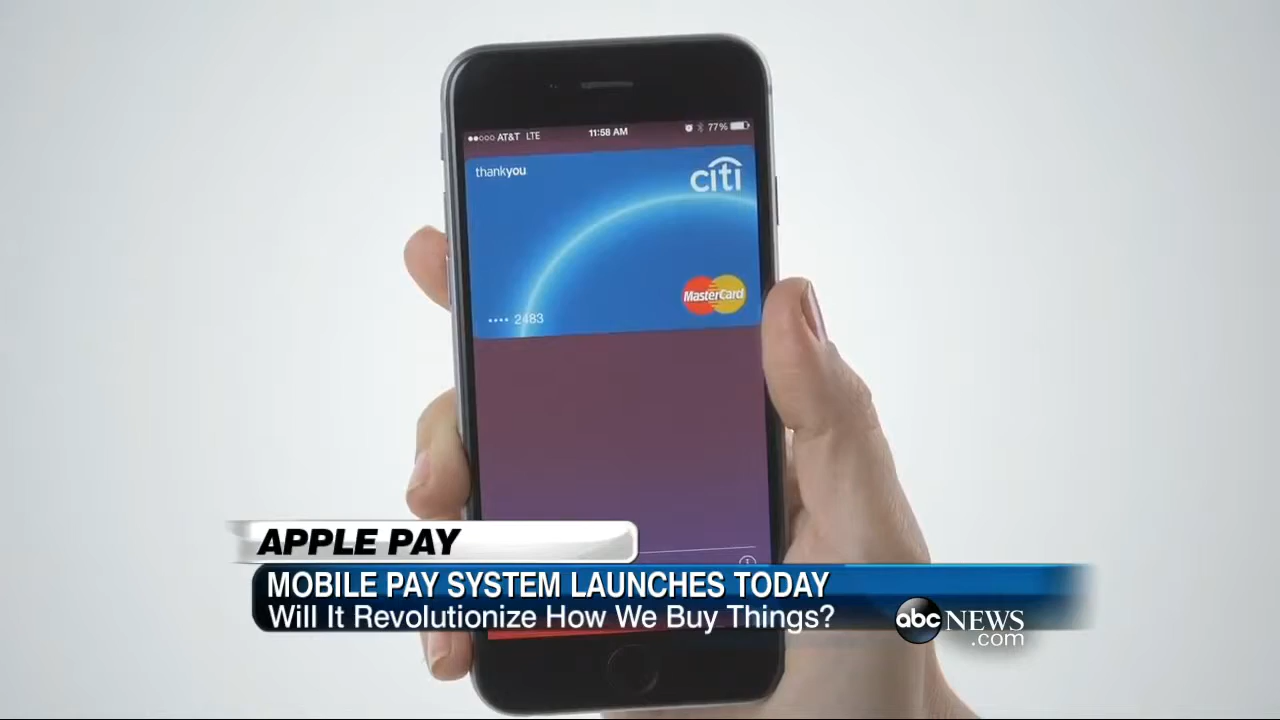 AT&T LTE 11:58 AM 77%
thankyou citi
MasterCard
•••• 2483
APPLE PAY
MOBILE PAY SYSTEM LAUNCHES TODAY
Will It Revolutionize How We Buy Things?
abc NEWS
.com